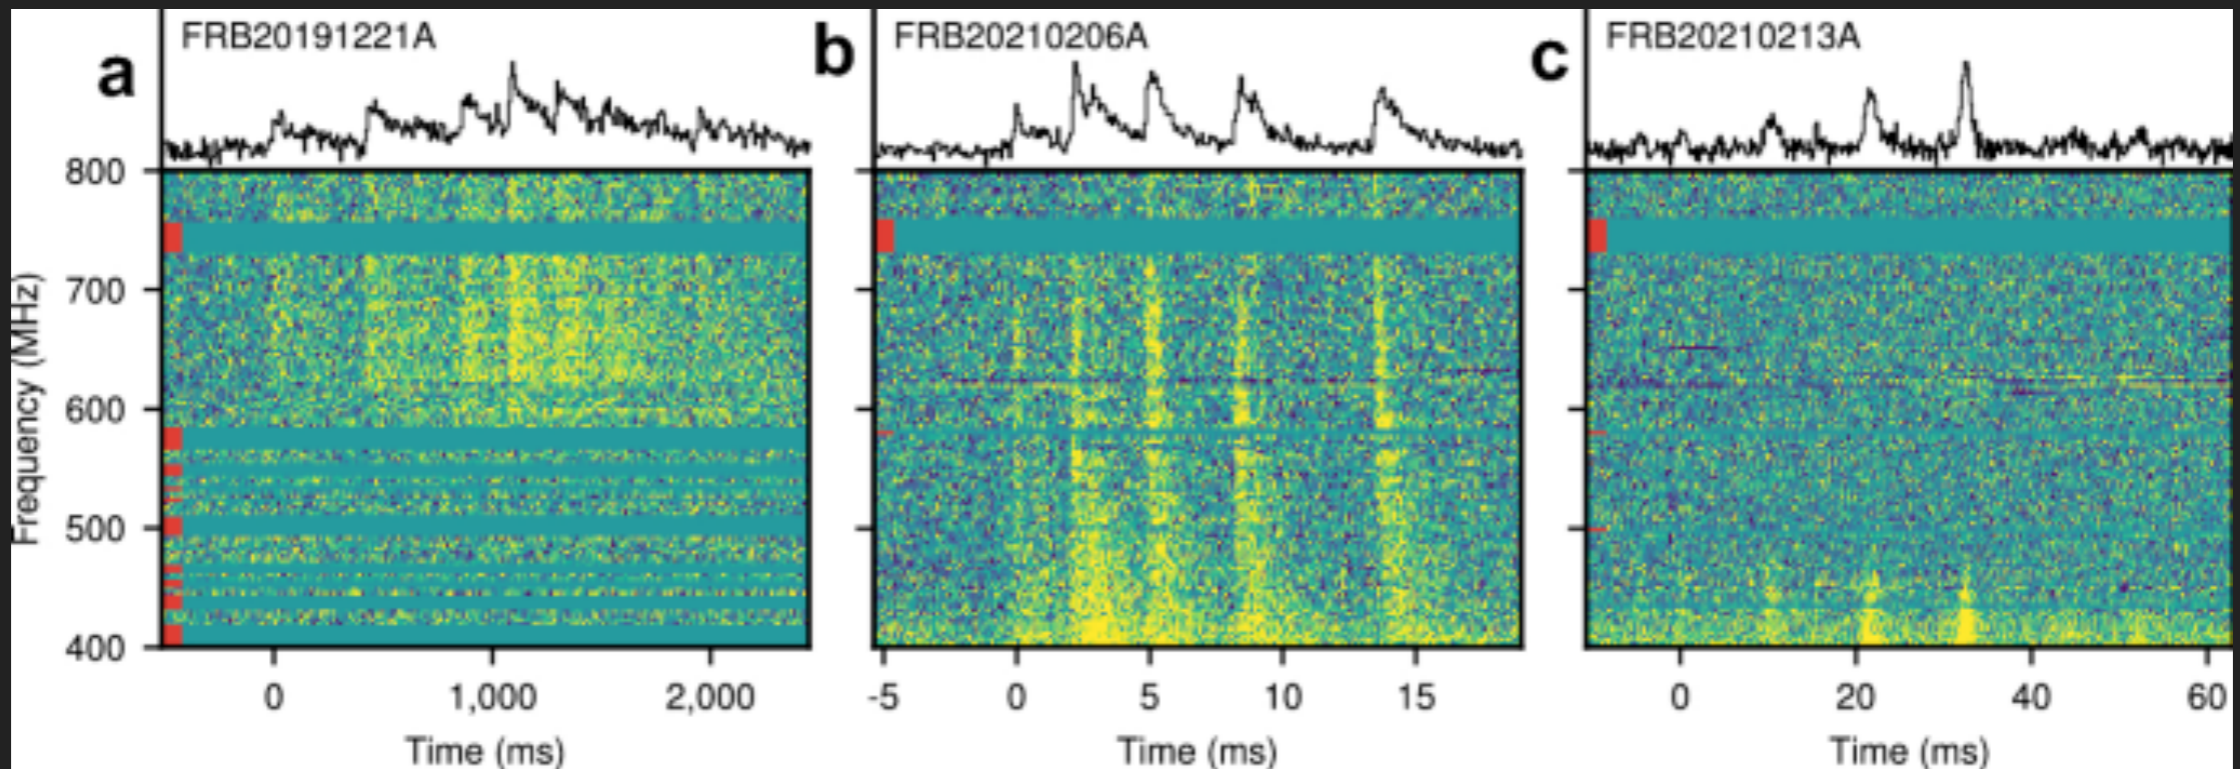 a
FRB20191221A
b
FRB20210206A
c
FRB20210213A
Frequency (MHz)
800
700
600
500
400
0 1,000 2,000
-5 0 5 10 15
0 20 40 60
Time (ms)
Time (ms)
Time (ms)